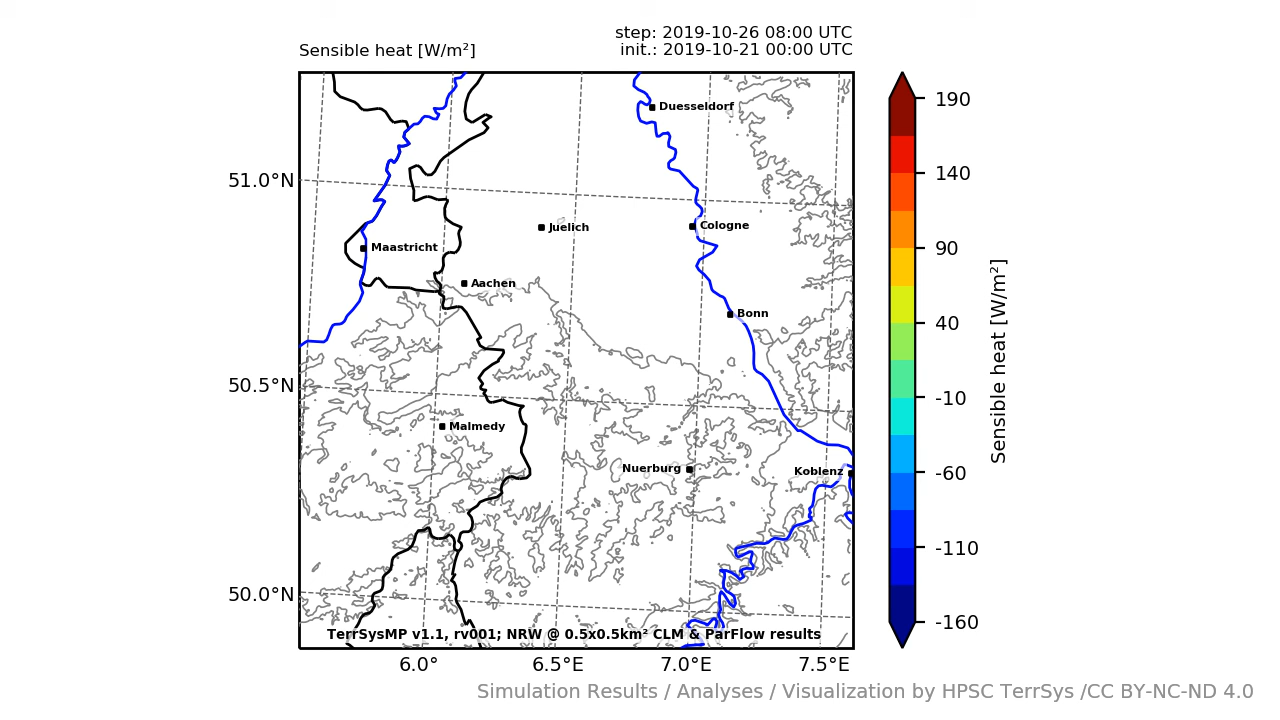 step: 2019-10-26 08:00 UTC
Sensible heat [W/m²] init.: 2019-10-21 00:00 UTC
190
Duesseldorf
140
51.0°N
Juelich
Cologne
Maastricht
90
Aachen
Bonn
40
Sensible heat [W/m²]
50.5°N
-10
Malmedy
Nuerburg
Koblenz
-60
-110
50.0°N
-160
TerrSysMP v1.1, rv001; NRW @ 0.5x0.5km² CLM & ParFlow results
6.0° 6.5°E 7.0°E 7.5°E
Simulation Results / Analyses / Visualization by HPSC TerrSys /CC BY-NC-ND 4.0